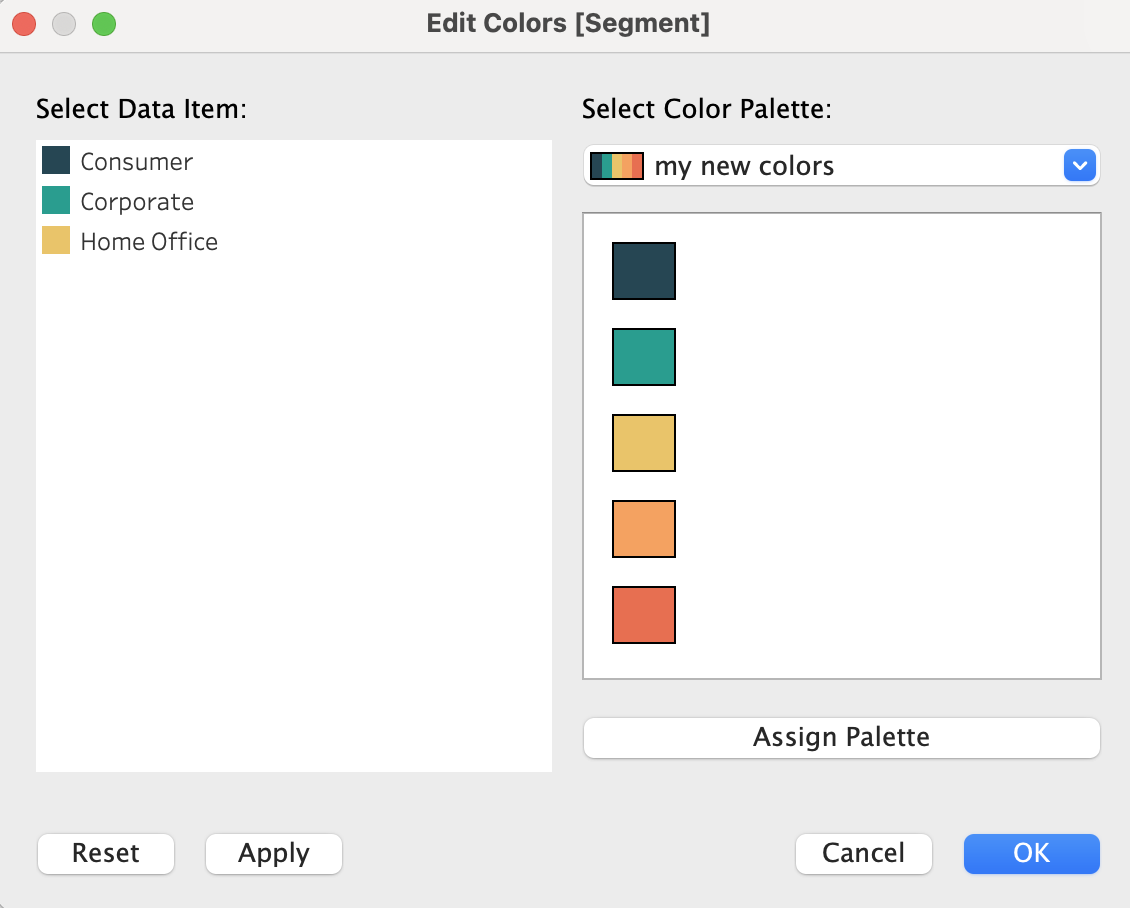 Edit Colors [Segment]
Select Data Item:
Consumer
Corporate
Home Office
Select Color Palette:
my new colors
Assign Palette
Reset
Apply
Cancel
OK